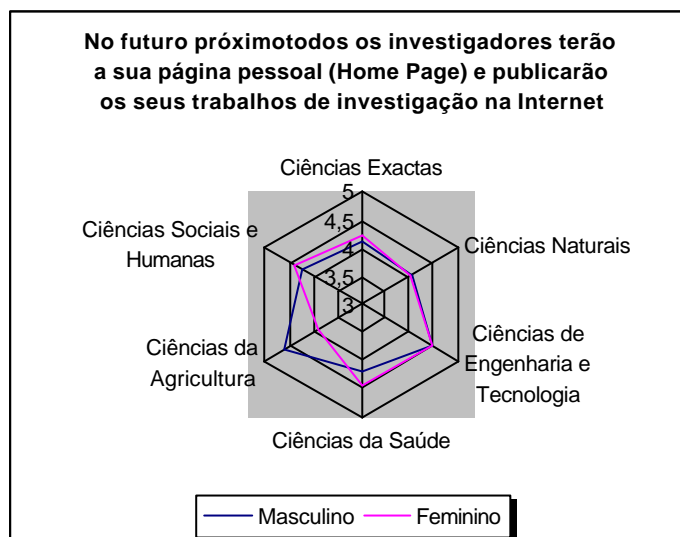 No futuro próximotodos os investigadores terão
a sua página pessoal (Home Page) e publicarão
os seus trabalhos de investigação na Internet
Ciências Exactas
5
4,5
4
3,5
3
Ciências Naturais
Ciências de
Engenharia e
Tecnologia
Ciências da Saúde
Ciências da
Agricultura
Ciências Sociais e
Humanas
Masculino
Feminino